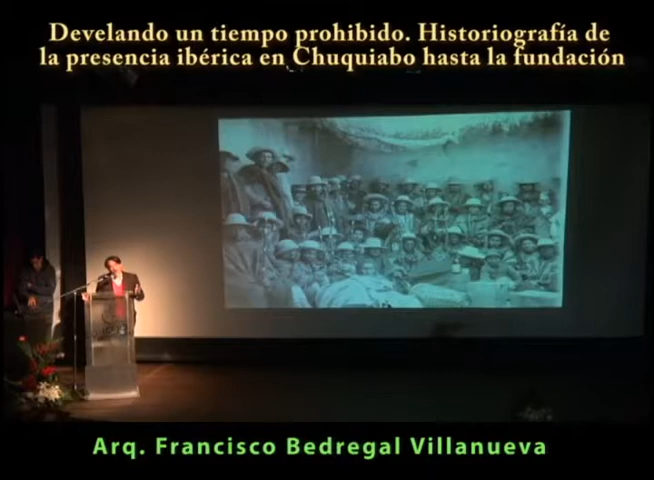 Develando un tiempo prohibido. Historiografía de
la presencia ibérica en Chuquiabo hasta la fundación
Arq. Francisco Bedregal Villanueva